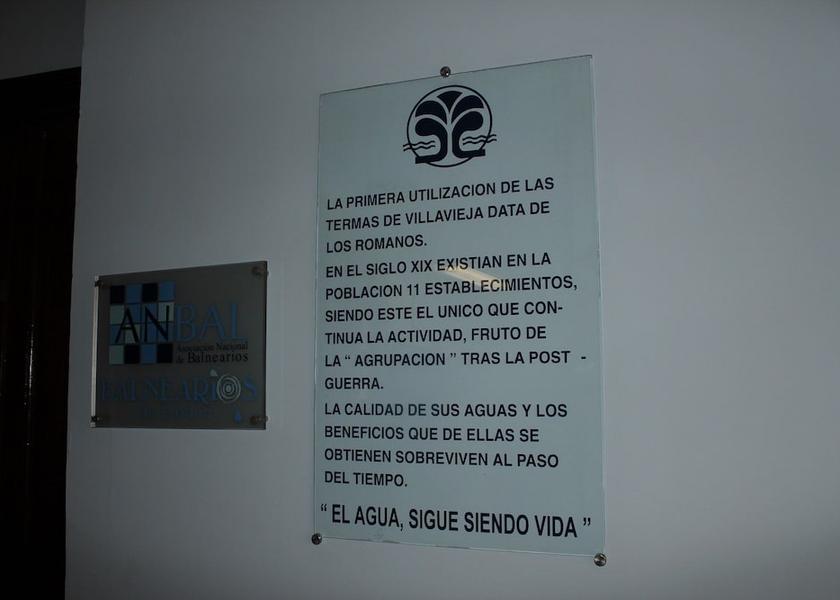 ANBAL
Asociación Nacional
de Balnearios
BALNEARIOS
LA PRIMERA UTILIZACION DE LAS
TERMAS DE VILLAVIEJA DATA DE
LOS ROMANOS.
EN EL SIGLO XIX EXISTIAN EN LA
POBLACION 11 ESTABLECIMIENTOS,
SIENDO ESTE EL UNICO QUE CON-
TINUA LA ACTIVIDAD, FRUTO DE
LA “ AGRUPACION ” TRAS LA POST -
GUERRA.
LA CALIDAD DE SUS AGUAS Y LOS
BENEFICIOS QUE DE ELLAS SE
OBTIENEN SOBREVIVEN AL PASO
DEL TIEMPO.
“ EL AGUA, SIGUE SIENDO VIDA ”